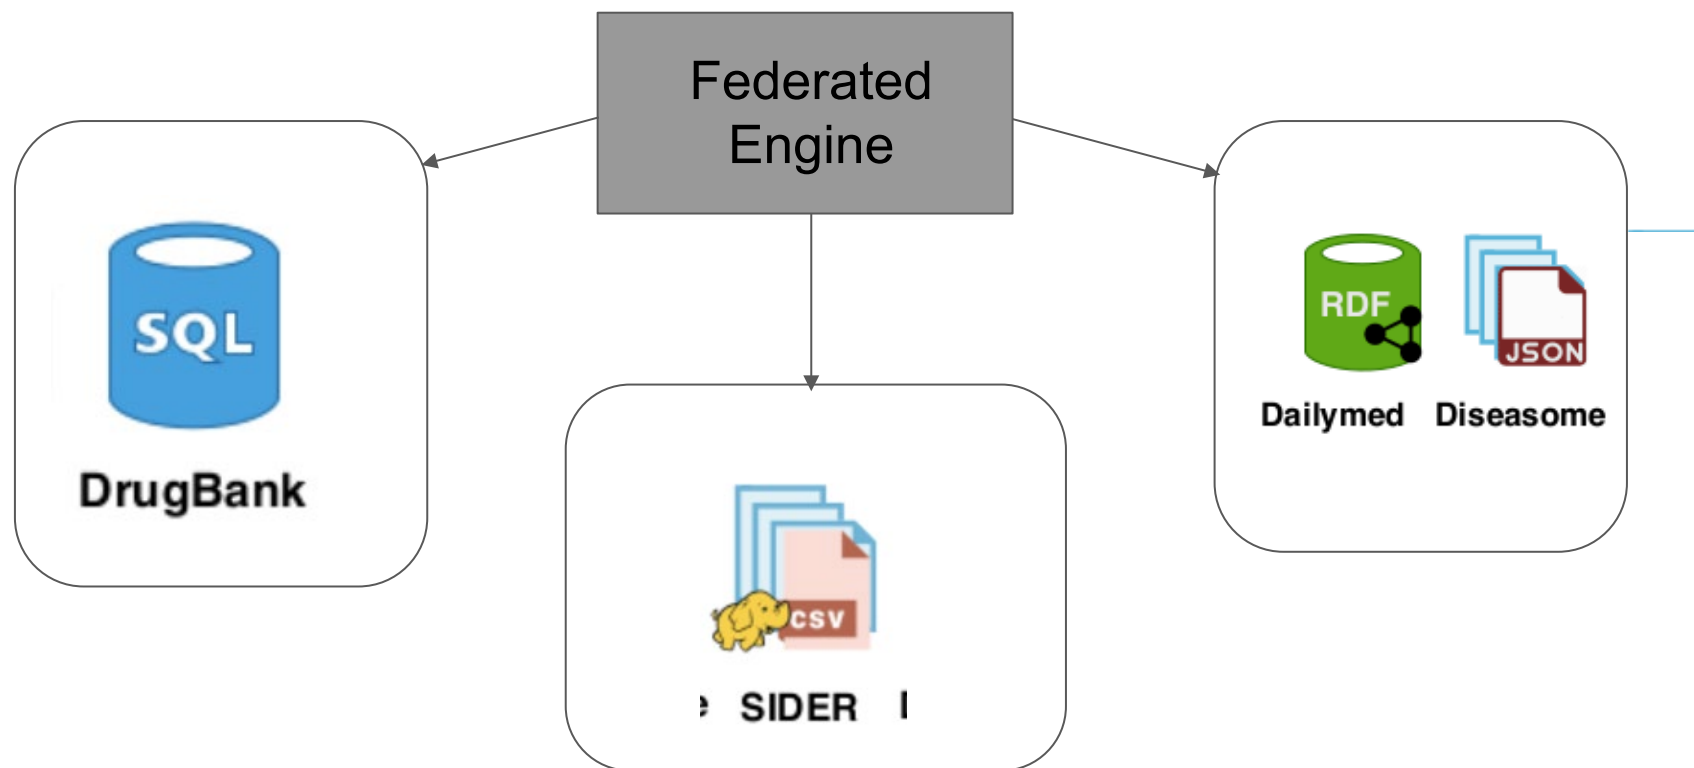 Federated
Engine
SQL
DrugBank
csv
SIDER
RDF
JSON
Dailymed Diseasome